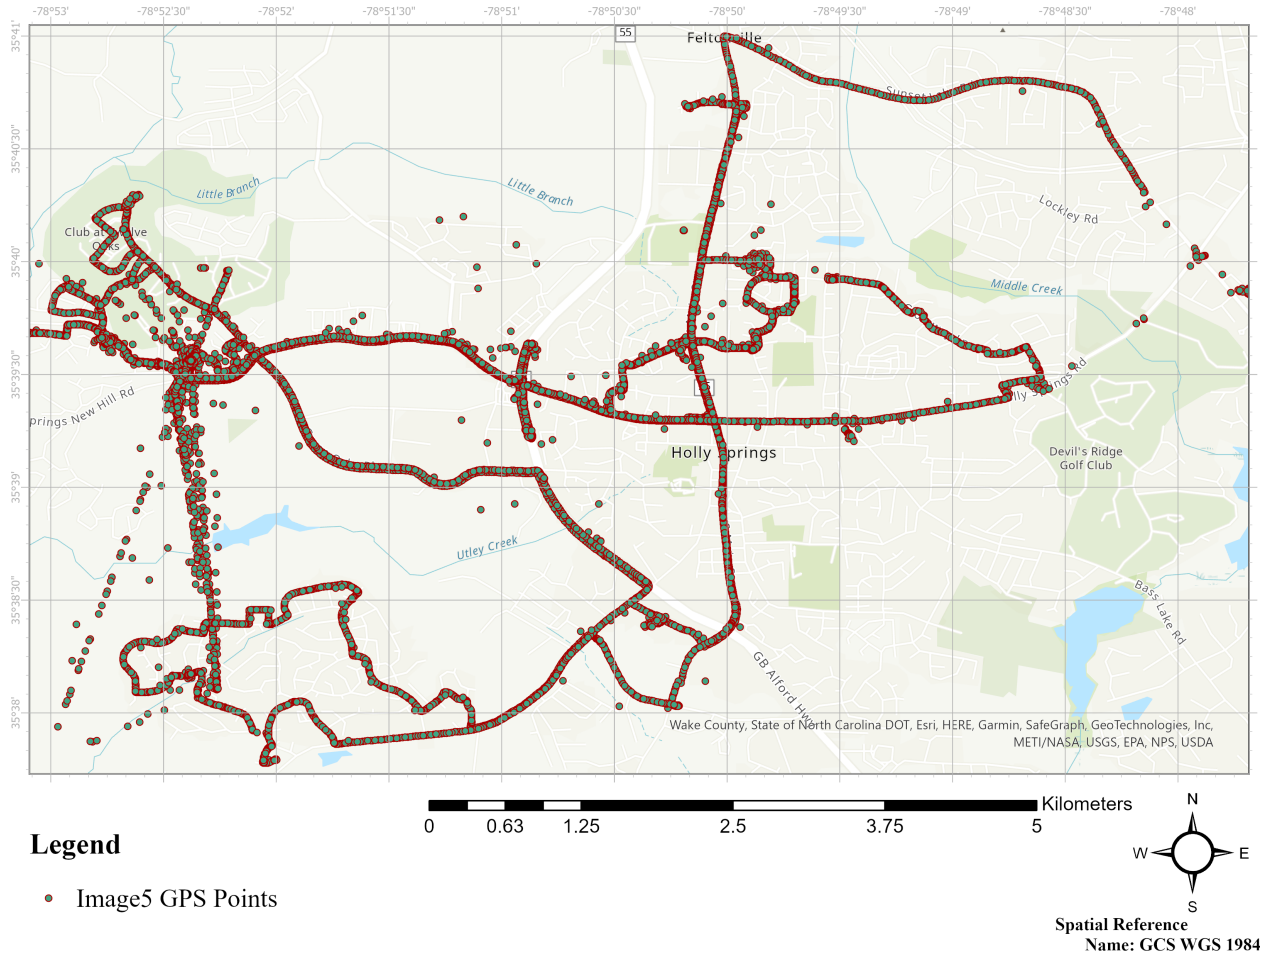 -78°53' -78°52'30" -78°52' -78°51'30" -78°51' -78°50'30" -78°50' -78°49'30" -78°49' -78°48'30" -78°48'
35°41'
35°40'30"
35°40'
35°39'30"
35°39'
35°38'30"
35°38'
55
Little Branch
Little Branch
Lockley Rd
Club at
Middle Creek
Springs New Hill Rd
Holly Springs
Devil's Ridge
Golf Club
Utley Creek
Bass Lake Rd
GB Alford Hwy
Wake County, State of North Carolina DOT, Esri, HERE, Garmin, SafeGraph, GeoTechnologies, Inc,
METI/NASA, USGS, EPA, NPS, USDA
Kilometers
0 0.63 1.25 2.5 3.75 5
N
W E
S
Legend
Image5 GPS Points
Spatial Reference
Name: GCS WGS 1984